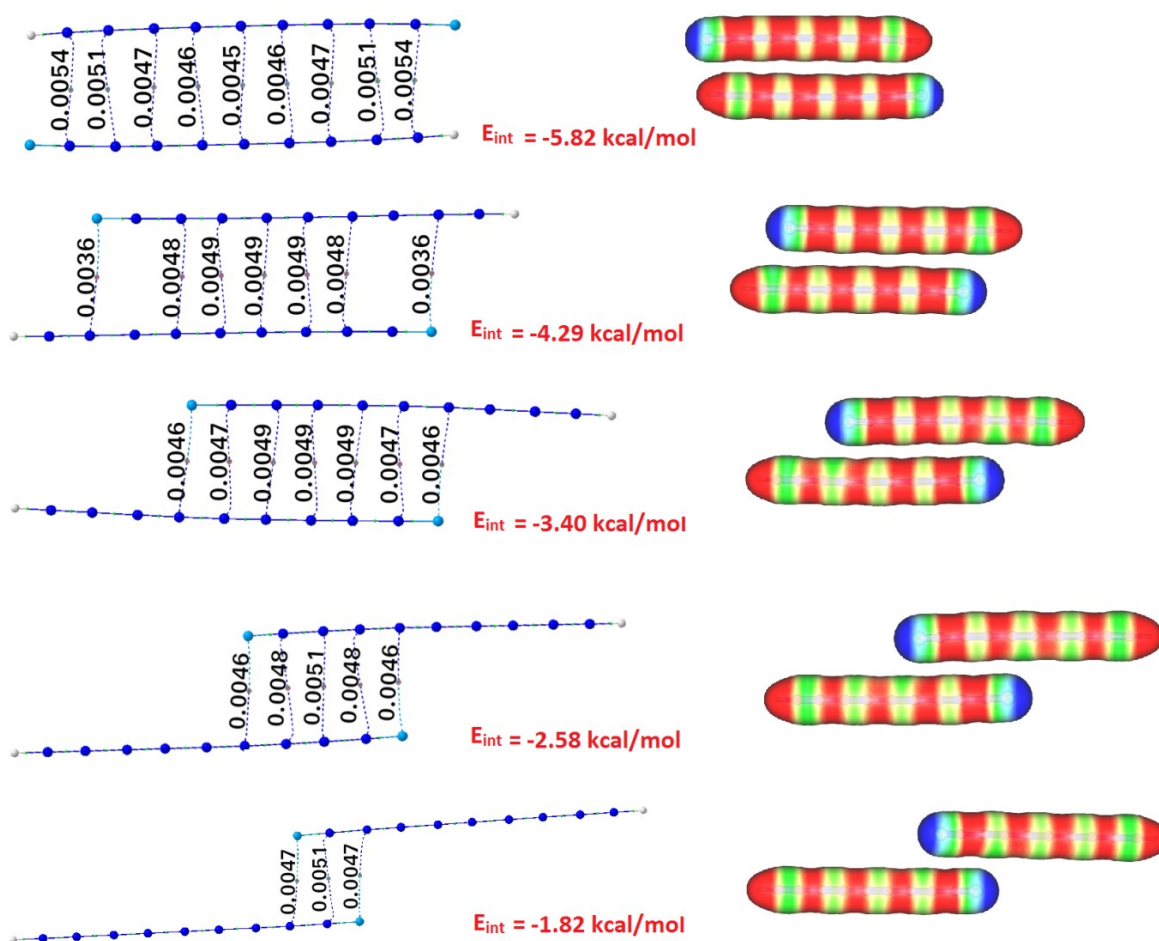 0.0054 0.0051 0.0047 0.0046 0.0045 0.0046 0.0047 0.0051 0.0054
Eint = -5.82 kcal/mol
0.0036 0.0048 0.0049 0.0049 0.0049 0.0048 0.0036
Eint = -4.29 kcal/mol
0.0046 0.0047 0.0049 0.0049 0.0049 0.0047 0.0046
Eint = -3.40 kcal/mol
0.0046 0.0048 0.0051 0.0048 0.0046
Eint = -2.58 kcal/mol
0.0047 0.0051 0.0047
Eint = -1.82 kcal/mol